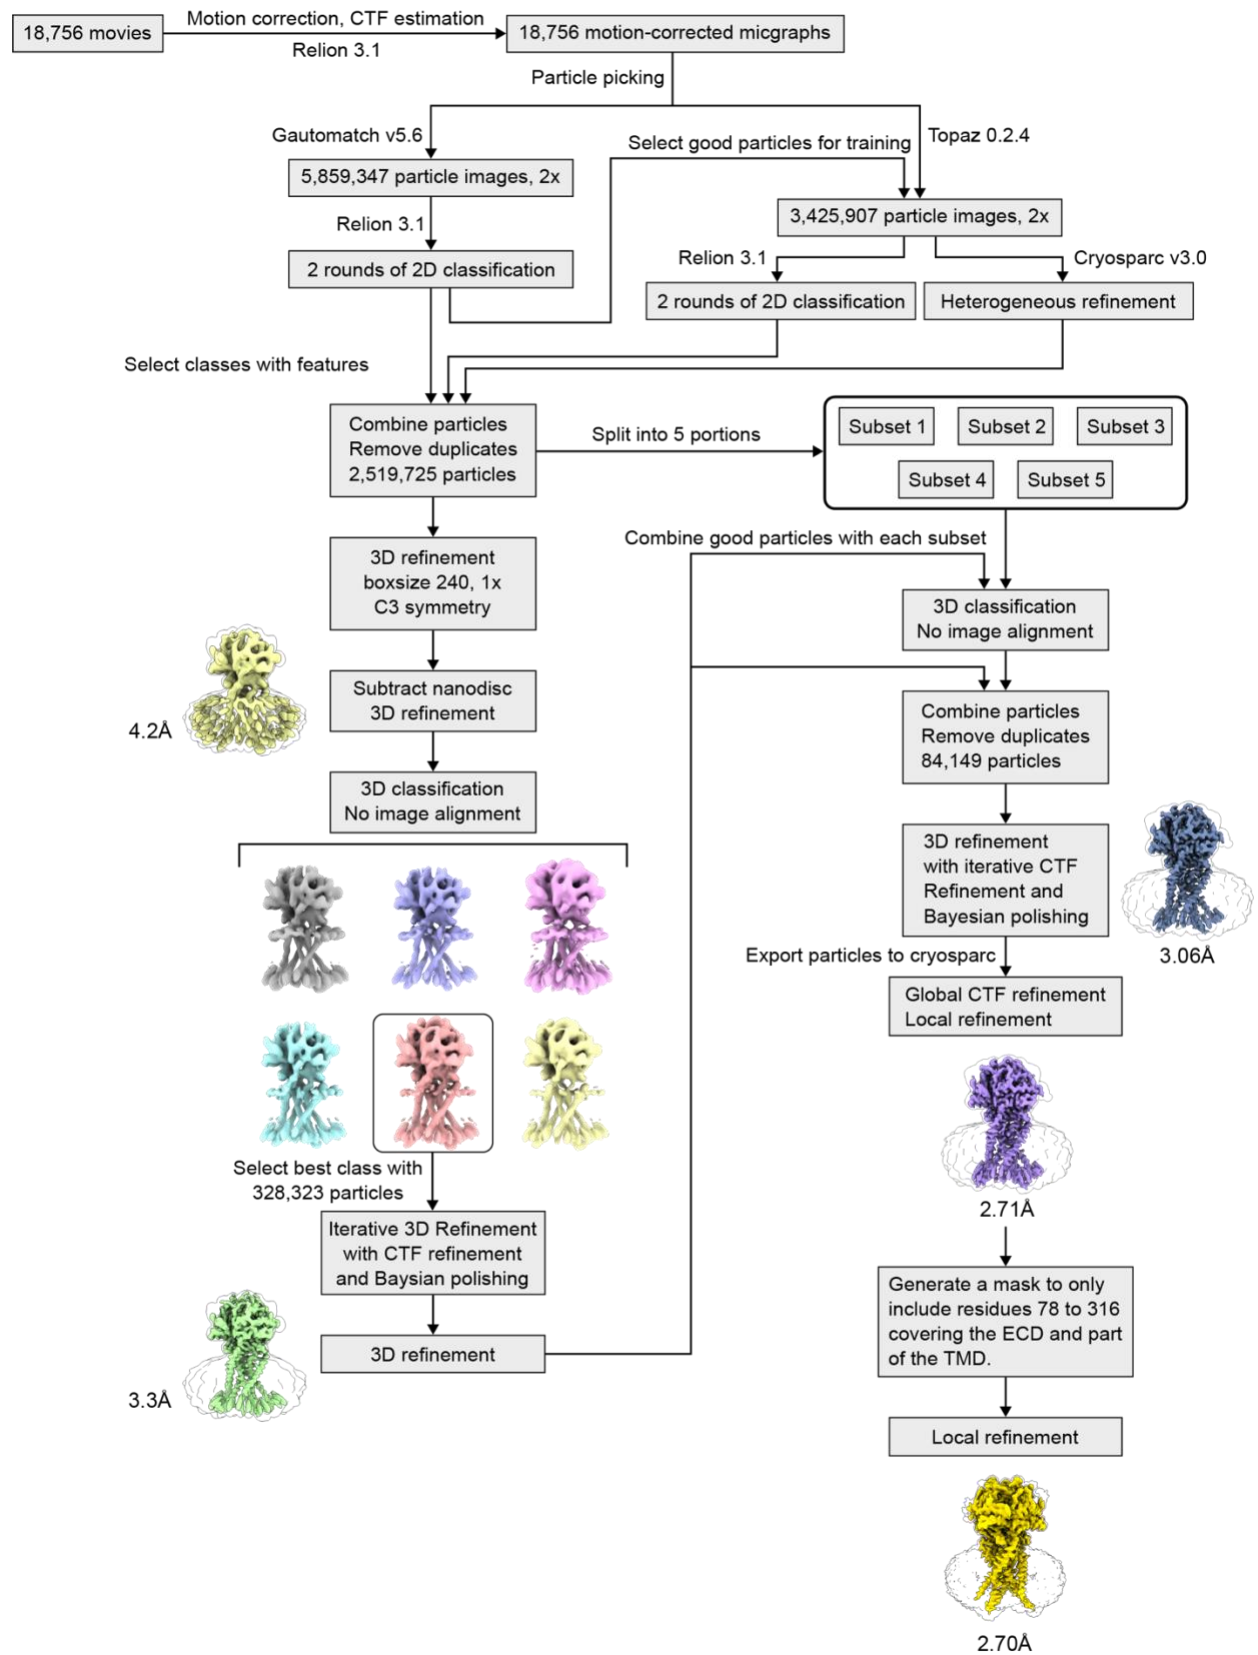 18,756 movies
Motion correction, CTF estimation
Relion 3.1
18,756 motion-corrected micgraphs
Particle picking
Gautomatch v5.6
5,859,347 particle images, 2x
Relion 3.1
2 rounds of 2D classification
Select good particles for training
Topaz 0.2.4
3,425,907 particle images, 2x
Relion 3.1
Cryosparc v3.0
2 rounds of 2D classification
Heterogeneous refinement
Select classes with features
Combine particles
Remove duplicates
2,519,725 particles
Split into 5 portions
Subset 1
Subset 2
Subset 3
Subset 4
Subset 5
3D refinement
boxsize 240, 1x
C3 symmetry
4.2Å
Subtract nanodisc
3D refinement
3D classification
No image alignment
Select best class with
328,323 particles
Iterative 3D Refinement
with CTF refinement
and Baysian polishing
3.3Å
3D refinement
Combine good particles with each subset
3D classification
No image alignment
Combine particles
Remove duplicates
84,149 particles
3D refinement
with iterative CTF
Refinement and
Bayesian polishing
3.06Å
Export particles to cryosparc
Global CTF refinement
Local refinement
2.71Å
Generate a mask to only
include residues 78 to 316
covering the ECD and part
of the TMD.
Local refinement
2.70Å